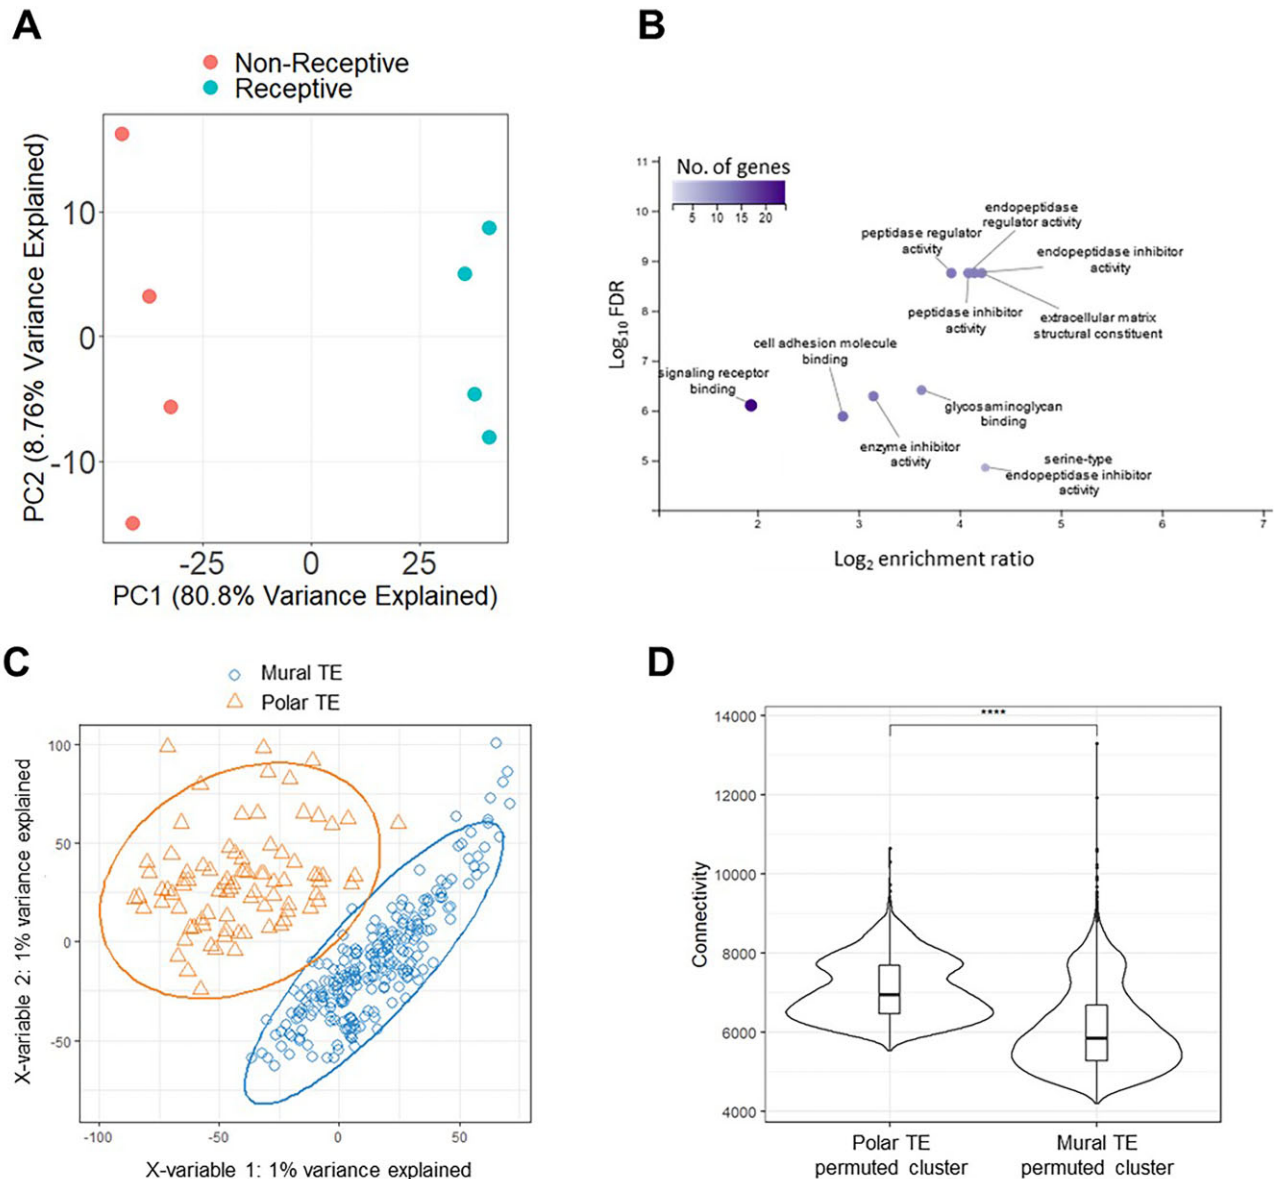 A
Non-Receptive
Receptive
PC2 (8.76% Variance Explained)
10
0
-10
-25
0
25
PC1 (80.8% Variance Explained)
B
No. of genes
5
10
15
20
Log10 FDR
11
10
9
8
7
6
5
endopeptidase
regulator activity
peptidase regulator
activity
endopeptidase inhibitor
activity
peptidase inhibitor
activity
extracellular matrix
structural constituent
cell adhesion molecule
binding
signaling receptor
binding
glycosaminoglycan
binding
enzyme inhibitor
activity
serine-type
endopeptidase inhibitor
activity
2
3
4
5
6
7
Log2 enrichment ratio
C
Mural TE
Polar TE
X-variable 2: 1% variance explained
100
50
0
-50
-100
-50
0
50
X-variable 1: 1% variance explained
D
****
Connectivity
14000
12000
10000
8000
6000
4000
Polar TE
permuted cluster
Mural TE
permuted cluster